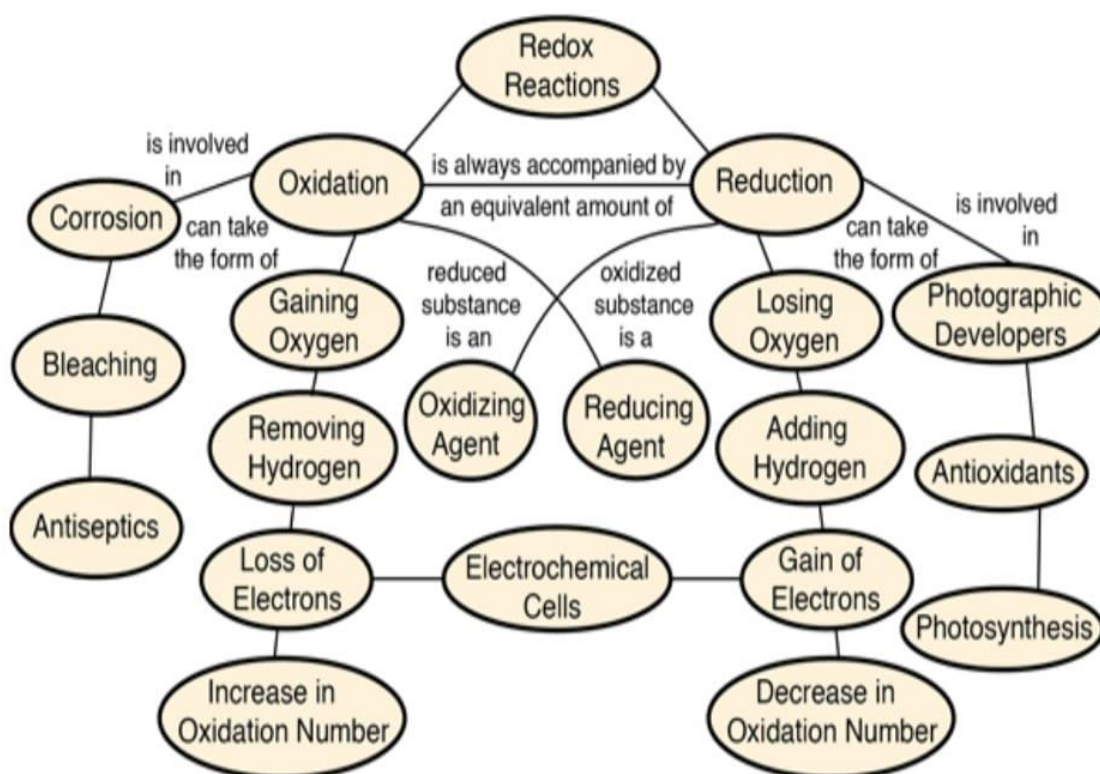 Redox
Reactions
is involved
in
Oxidation
is always accompanied by
an equivalent amount of
Reduction
is involved
in
Corrosion
can take
the form of
can take
the form of
reduced
substance
is an
oxidized
substance
is a
Gaining
Oxygen
Losing
Oxygen
Photographic
Developers
Bleaching
Removing
Hydrogen
Oxidizing
Agent
Reducing
Agent
Adding
Hydrogen
Antioxidants
Antiseptics
Loss of
Electrons
Electrochemical
Cells
Gain of
Electrons
Photosynthesis
Increase in
Oxidation Number
Decrease in
Oxidation Number